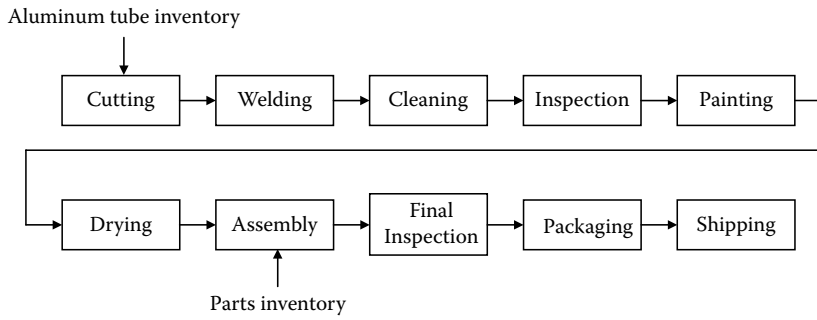 Aluminum tube inventory
Cutting
Welding
Cleaning
Inspection
Painting
Drying
Assembly
Final
Inspection
Packaging
Shipping
Parts inventory